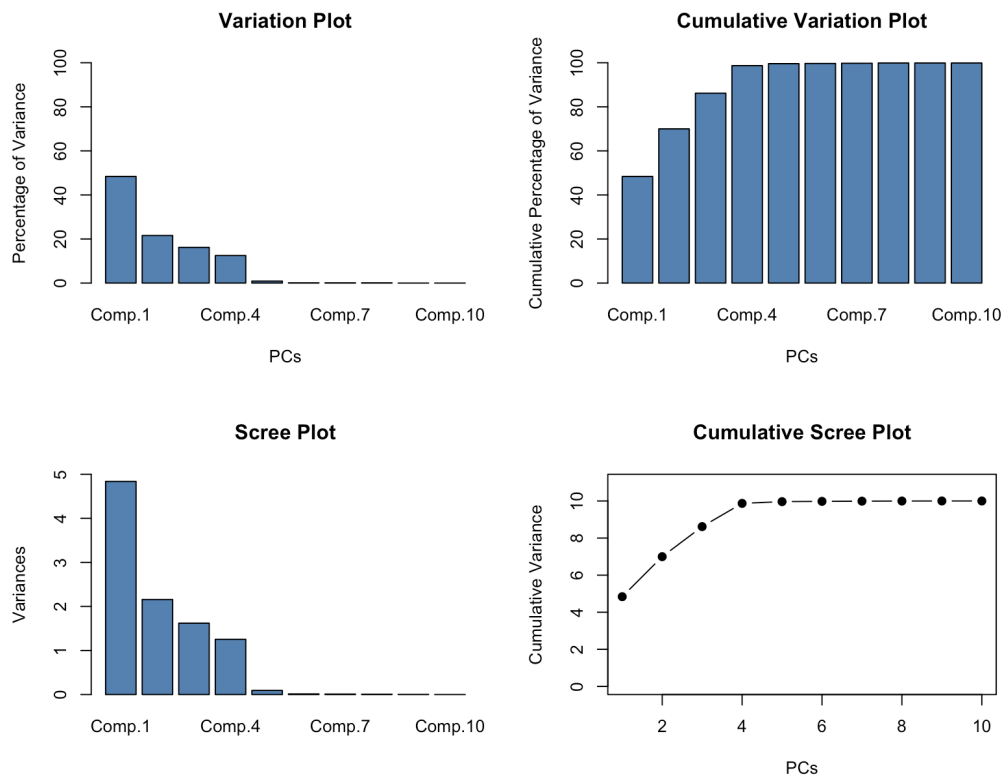 Variation Plot
Percentage of Variance
100
80
60
40
20
0
Comp.1 Comp.4 Comp.7 Comp.10
PCs
Cumulative Variation Plot
Cumulative Percentage of Variance
100
80
60
40
20
0
Comp.1 Comp.4 Comp.7 Comp.10
PCs
Scree Plot
Variances
5
4
3
2
1
0
Comp.1 Comp.4 Comp.7 Comp.10
PCs
Cumulative Scree Plot
Cumulative Variance
10
8
6
4
2
0
2 4 6 8 10
PCs